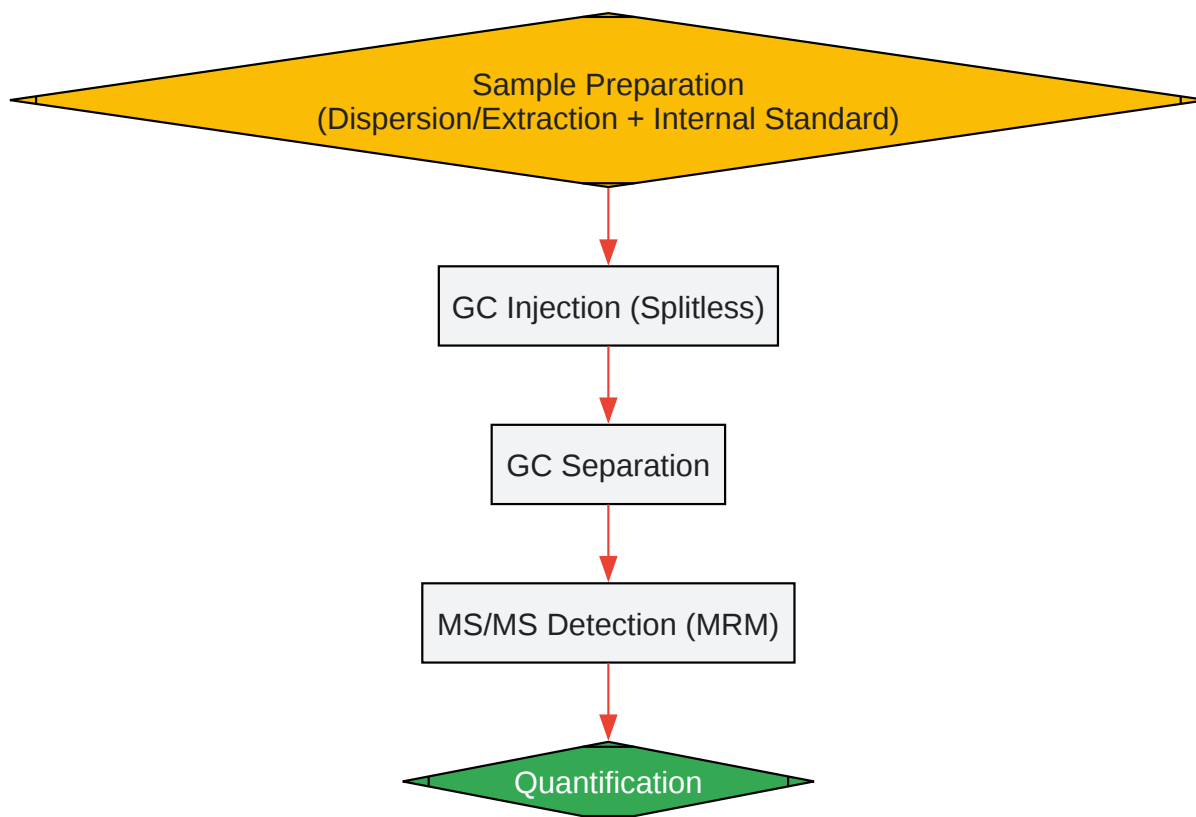 Sample Preparation
(Dispersion/Extraction + Internal Standard)
GC Injection (Splitless)
GC Separation
MS/MS Detection (MRM)
Quantification